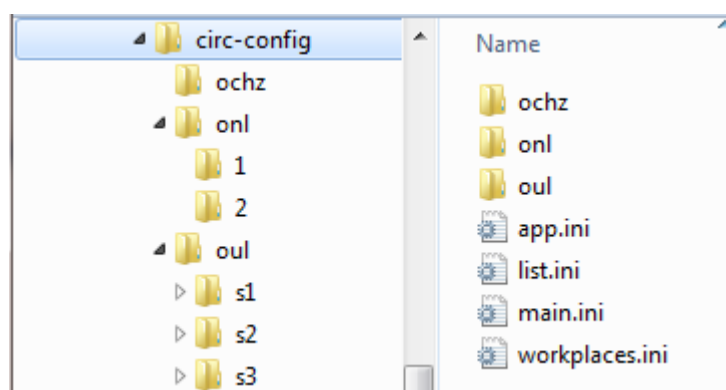 circ-config
ochz
onl
1
2
oul
s1
s2
s3
Name
ochz
onl
oul
app.ini
list.ini
main.ini
workplaces.ini